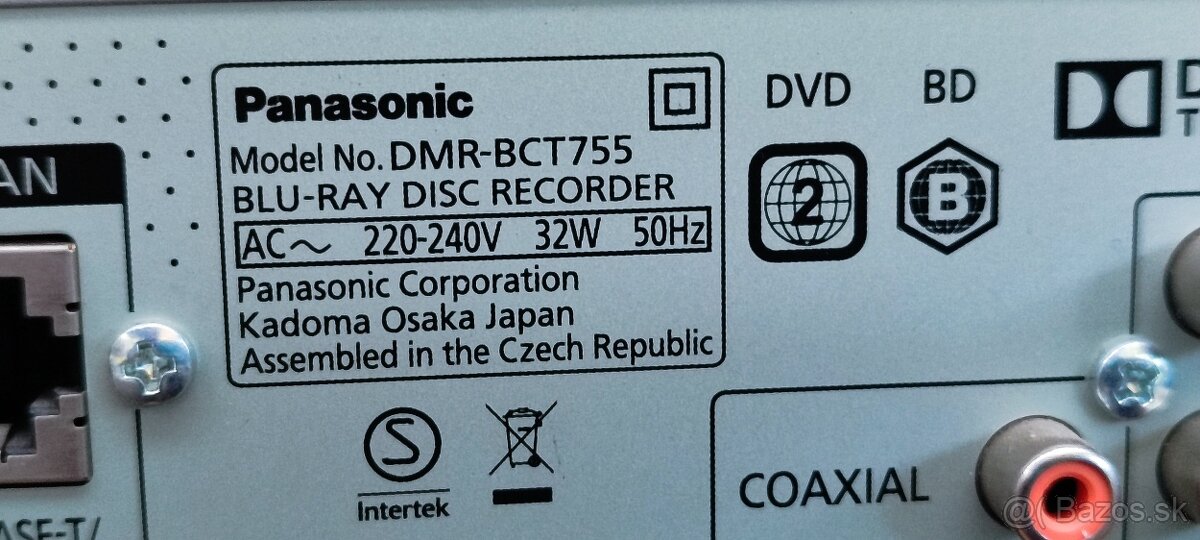 Panasonic
Model No. DMR-BCT755
BLU-RAY DISC RECORDER
AC～ 220-240V 32W 50Hz
Panasonic Corporation
Kadoma Osaka Japan
Assembled in the Czech Republic
DVD
2
BD
B
D
T
AN
S
Intertek
COAXIAL
ASE-T/
@( Bazos.sk